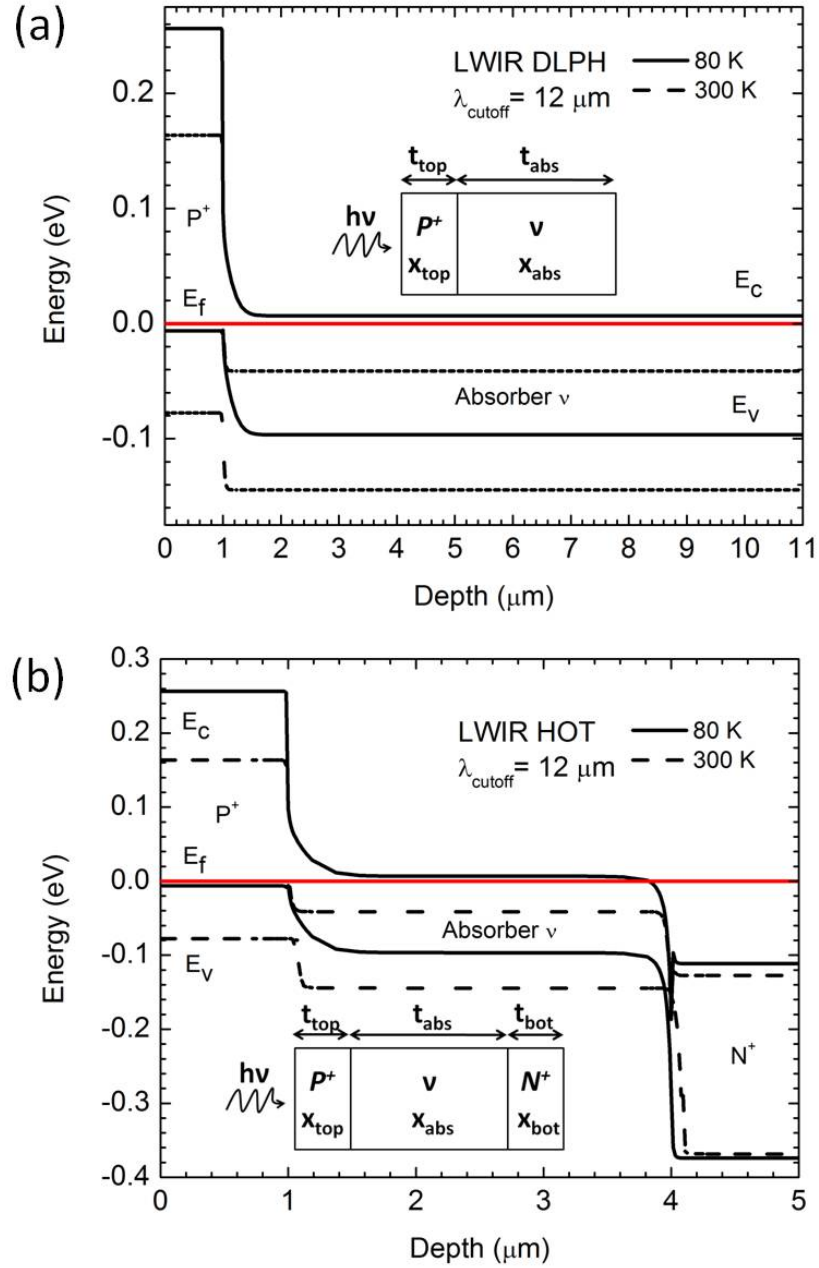 (a)
LWIR DLPH
λcutoff = 12 μm
80 K
300 K
0.2
0.1
0.0
-0.1
Energy (eV)
P+
Ef
ttop
tabs
hν
P+
ν
xtop
xabs
Ec
Absorber ν
Ev
0 1 2 3 4 5 6 7 8 9 10 11
Depth (μm)
(b)
0.3
0.2
0.1
0.0
-0.1
-0.2
-0.3
-0.4
Energy (eV)
Ec
LWIR HOT
λcutoff = 12 μm
80 K
300 K
P+
Ef
Absorber ν
Ev
ttop
tabs
tbot
hν
P+
ν
N+
xtop
xabs
xbot
N+
0 1 2 3 4 5
Depth (μm)